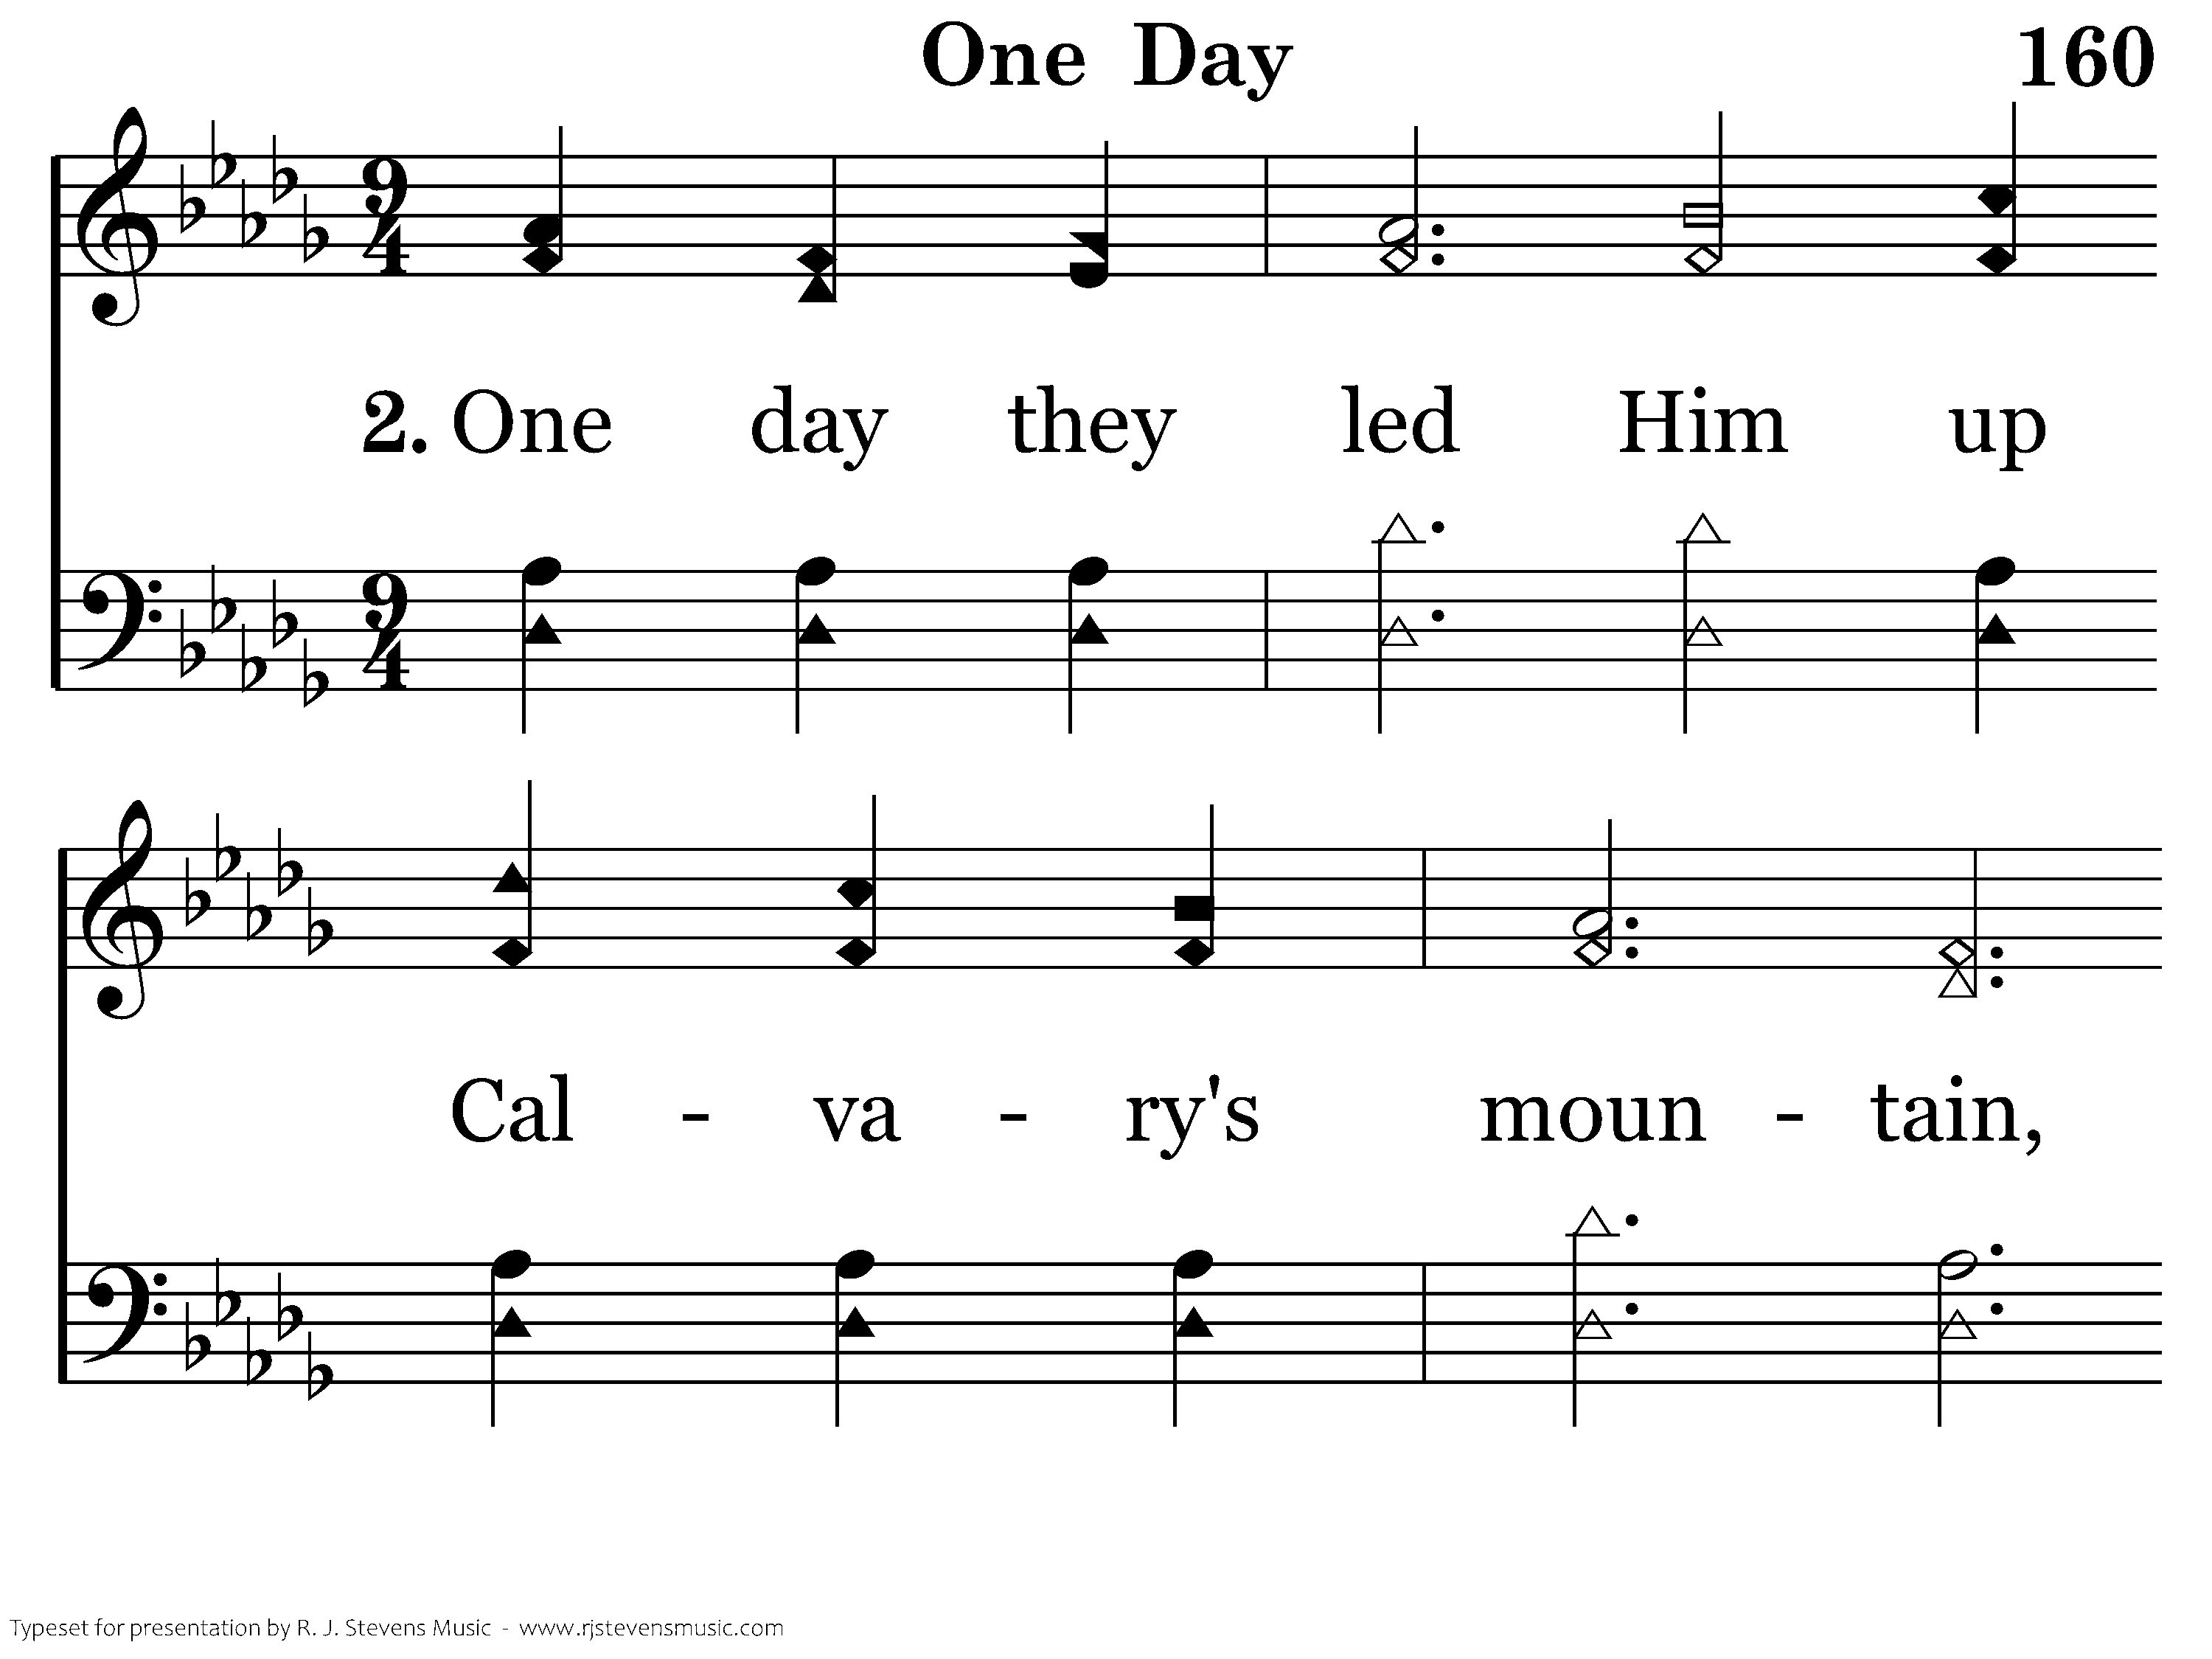 One Day 160
9
4
2. One day they led Him up
9
4
Cal - va - ry's moun - tain,
Typeset for presentation by R. J. Stevens Music - www.rjstevensmusic.com